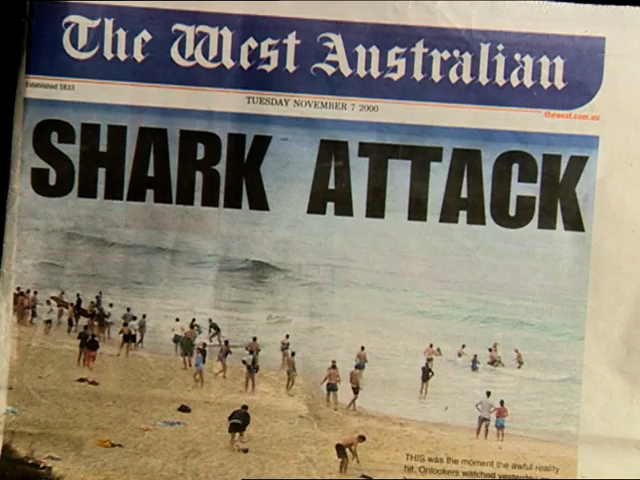 The West Australian
Established 1833
TUESDAY NOVEMBER 7 2000
thewest.com.au
SHARK ATTACK
THIS was the moment the awful reality
hit. Onlookers watched yesterday